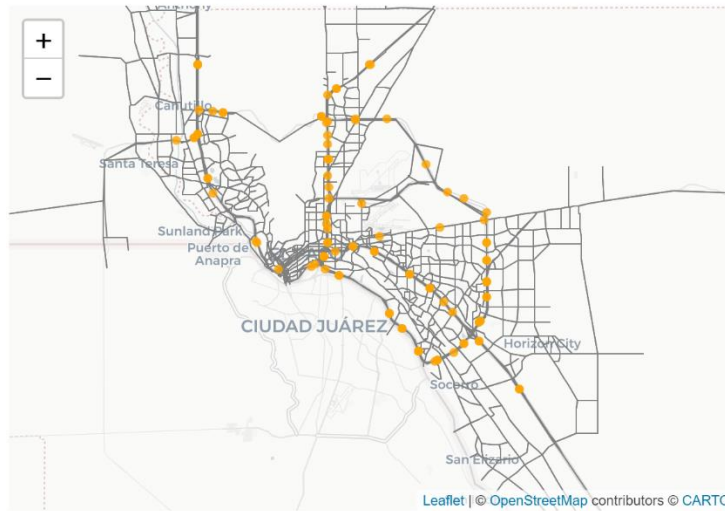 Anthony
+
−
Canutillo
Santa Teresa
Sunland Park
Puerto de
Anapra
CIUDAD JUÁREZ
Horizon City
Socorro
San Elizario
Leaflet | © OpenStreetMap contributors © CARTO